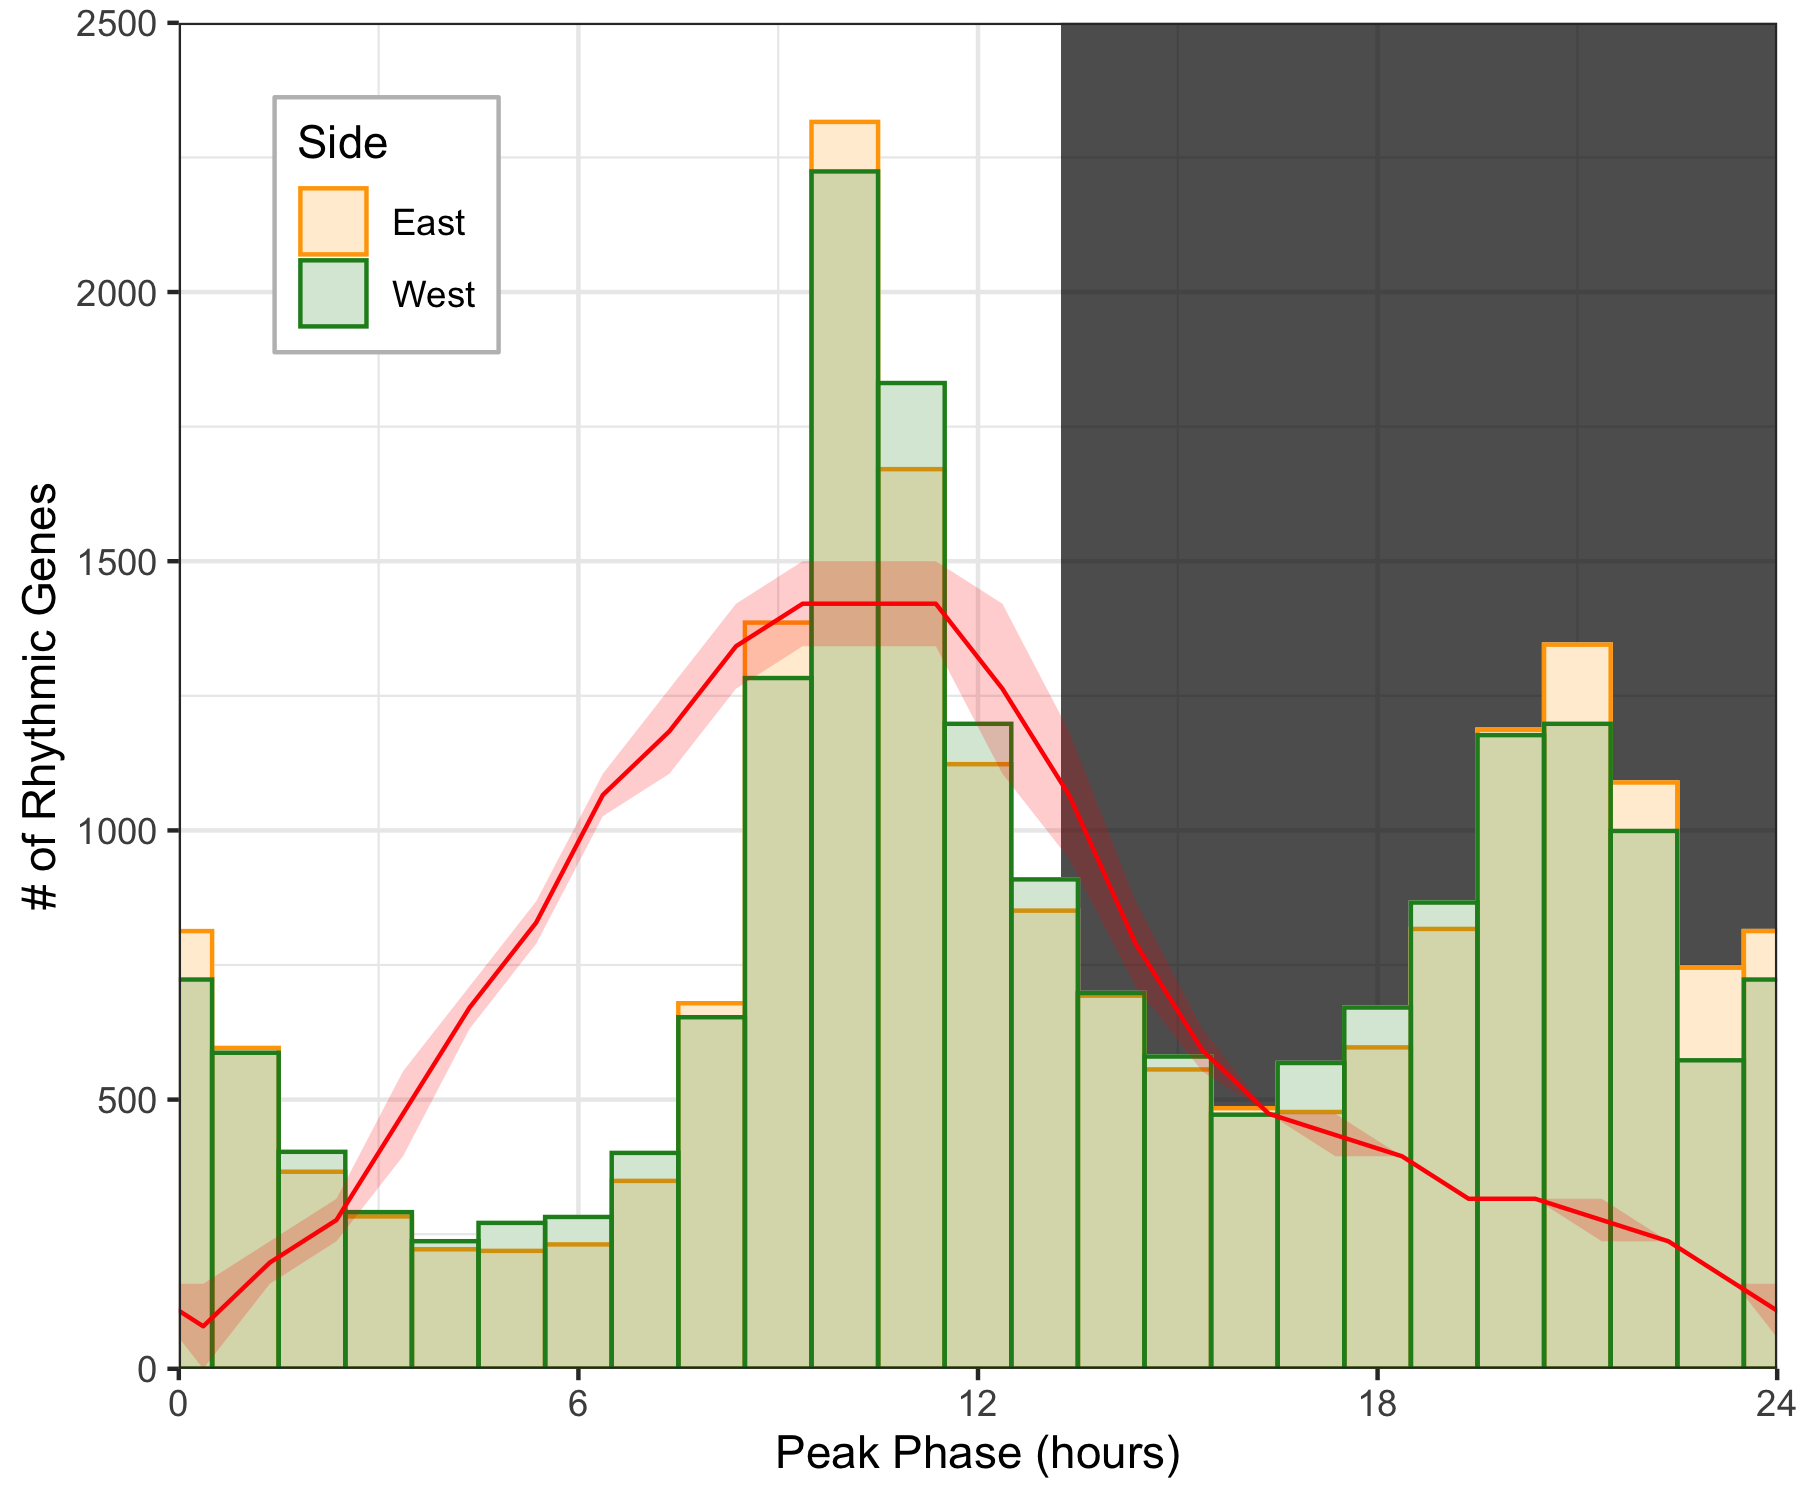 2500
2000
1500
1000
500
0
# of Rhythmic Genes
Side
East
West
0 6 12 18 24
Peak Phase (hours)